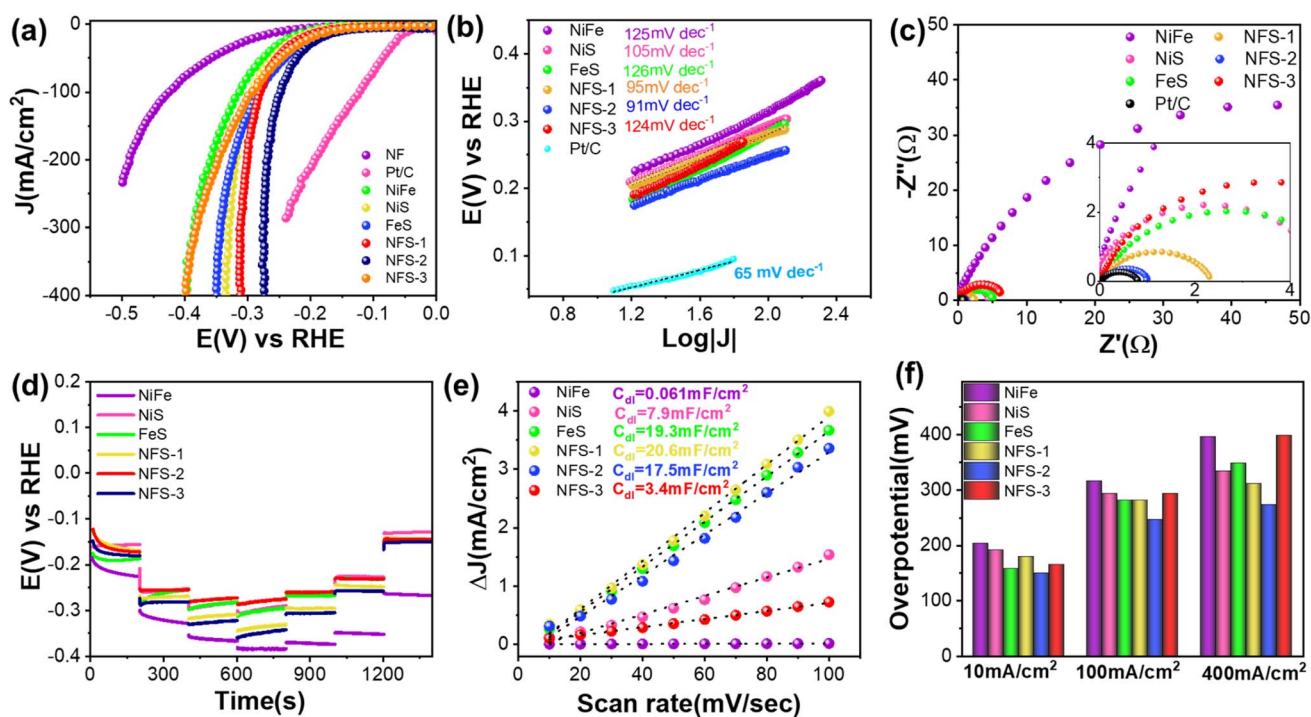 (a)
0
-100
-200
-300
-400
J(mA/cm²)
NF
Pt/C
NiFe
NiS
FeS
NFS-1
NFS-2
NFS-3
-0.5 -0.4 -0.3 -0.2 -0.1 0.0
E(V) vs RHE
(b)
0.4
0.3
0.2
0.1
E(V) vs RHE
NiFe 125mV dec⁻¹
NiS 105mV dec⁻¹
FeS 126mV dec⁻¹
NFS-1 95mV dec⁻¹
NFS-2 91mV dec⁻¹
NFS-3 124mV dec⁻¹
Pt/C
65 mV dec⁻¹
1.2 1.6 2.0 2.4
Log|J|
(c)
-50
-40
-30
-20
-10
0
-Z''(Ω)
NiFe NFS-1
NiS NFS-2
FeS NFS-3
Pt/C
4
2
0
0 2 4
0 10 20 30 40 50
Z'(Ω)
(d)
0.2
0.1
0.0
-0.1
-0.2
-0.3
-0.4
E(V) vs RHE
NiFe
NiS
FeS
NFS-1
NFS-2
NFS-3
0 300 600 900 1200
Time(s)
(e)
4
3
2
1
0
ΔJ(mA/cm²)
NiFe C_dl=0.061mF/cm²
NiS C_dl=7.9mF/cm²
FeS C_dl=19.3mF/cm²
NFS-1 C_dl=20.6mF/cm²
NFS-2 C_dl=17.5mF/cm²
NFS-3 C_dl=3.4mF/cm²
20 40 60 80 100
Scan rate(mV/sec)
(f)
400
300
200
100
0
Overpotential(mV)
NiFe
NiS
FeS
NFS-1
NFS-2
NFS-3
10mA/cm² 100mA/cm² 400mA/cm²